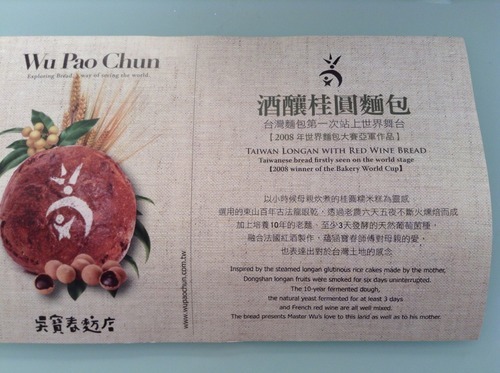 Wu Pao Chun
Exploring Bread, a way of seeing the world.
吳寶春麵店
www.wupaochun.com.tw
酒釀桂圓麵包
台灣麵包第一次站上世界舞台
【2008年世界麵包大賽亞軍作品】
TAIWAN LONGAN WITH RED WINE BREAD
Taiwanese bread firstly seen on the world stage
【2008 winner of the Bakery World Cup】
以小時候母親炊煮的桂圓糯米糕為靈感
選用的東山百年古法龍眼乾，透過老農六天五夜不斷火燻焙而成
加上培養10年的老麵、至少3天發酵的天然葡萄菌種，
融合法國紅酒製作，蘊涵寶春師傅對母親的愛，
也表達出對於台灣土地的感念
Inspired by the steamed longan glutinous rice cakes made by the mother,
Dongshan longan fruits were smoked for six days uninterrupted.
The 10-year fermented dough,
the natural yeast fermented for at least 3 days
and French red wine are all well mixed.
The bread presents Master Wu's love to this land as well as to his mother.